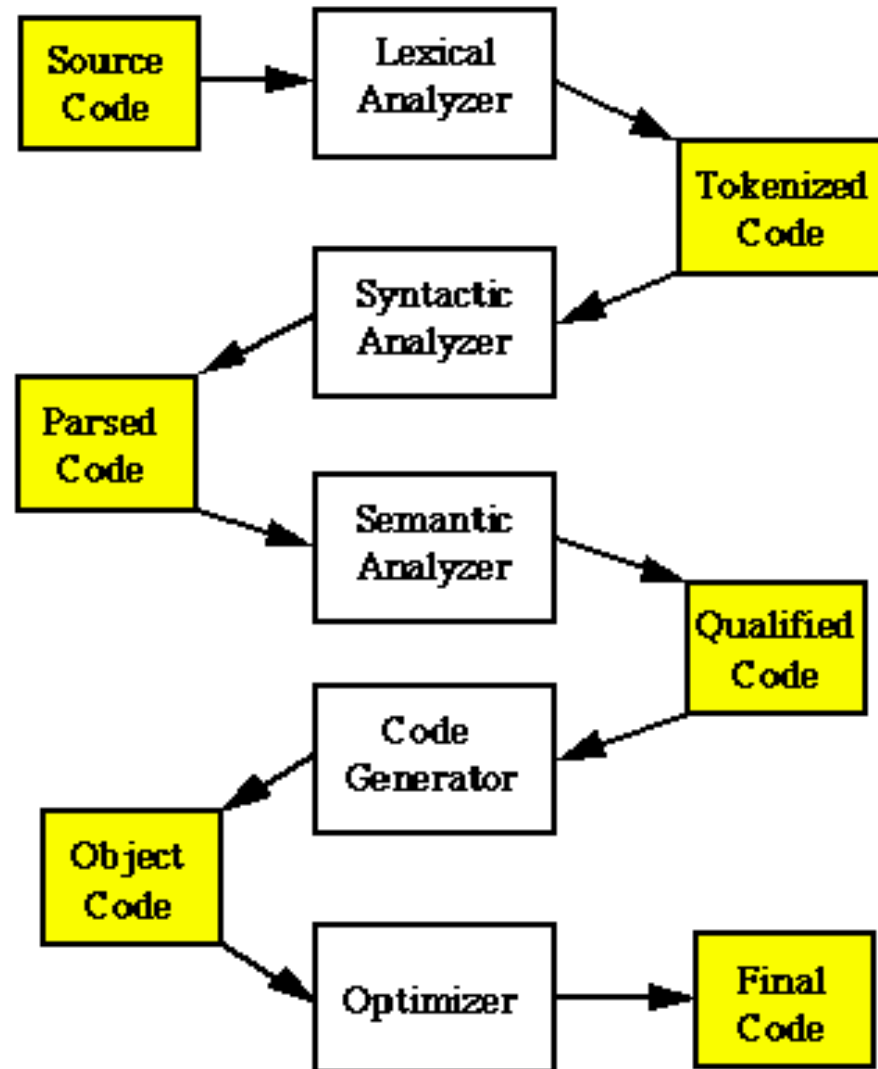 Source
Code
Lexical
Analyzer
Tokenized
Code
Syntactic
Analyzer
Parsed
Code
Semantic
Analyzer
Qualified
Code
Code
Generator
Object
Code
Optimizer
Final
Code